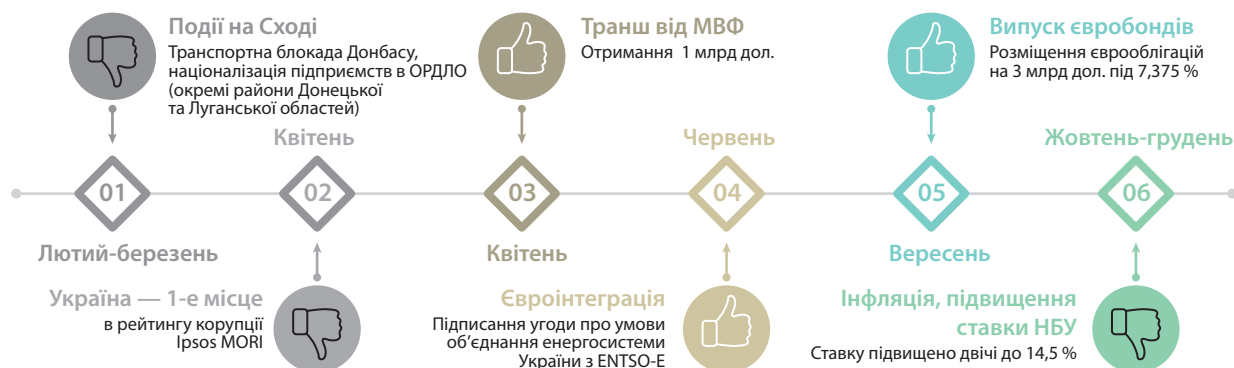 Події на Сході
Транспортна блокада Донбасу,
націоналізація підприємств в ОРДЛО
(окремі райони Донецької
та Луганської областей)
01
Лютий-березень
Квітень
02
Україна — 1-е місце
в рейтингу корупції
Ipsos MORI
Транш від МВФ
Отримання 1 млрд дол.
03
Квітень
Червень
04
Євроінтеграція
Підписання угоди про умови
об’єднання енергосистеми
України з ENTSO-E
Випуск євробондів
Розміщення єврооблігацій
на 3 млрд дол. під 7,375 %
05
Вересень
Жовтень-грудень
06
Інфляція, підвищення
ставки НБУ
Ставку підвищено двічі до 14,5 %